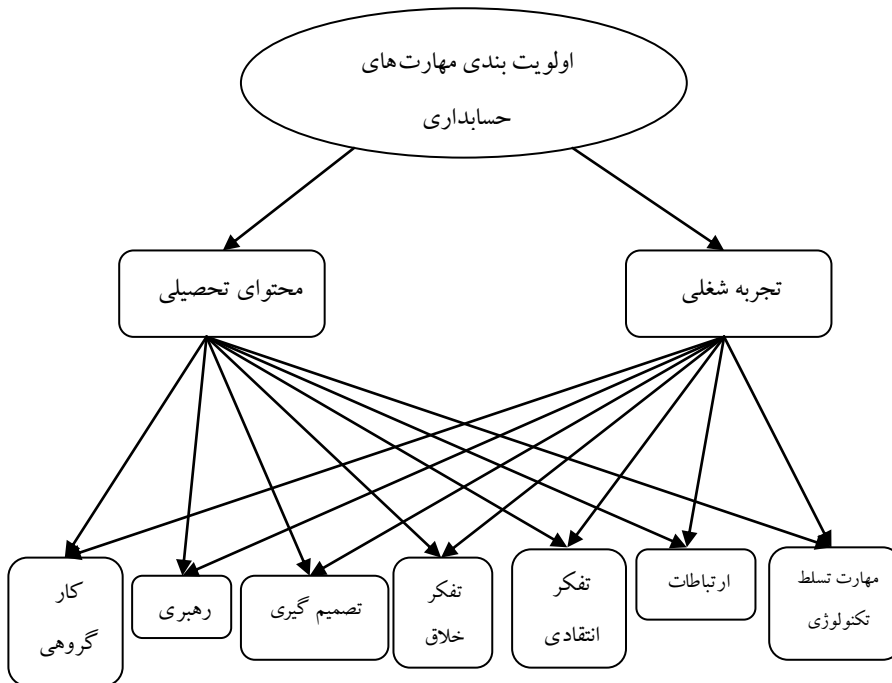 اولویت بندی مهارت‌های
حسابداری
تجربه شغلی
محتوای تحصیلی
مهارت تسلط
تکنولوژی
ارتباطات
تفکر
انتقادی
تفکر
خلاق
تصمیم گیری
رهبری
کار
گروهی